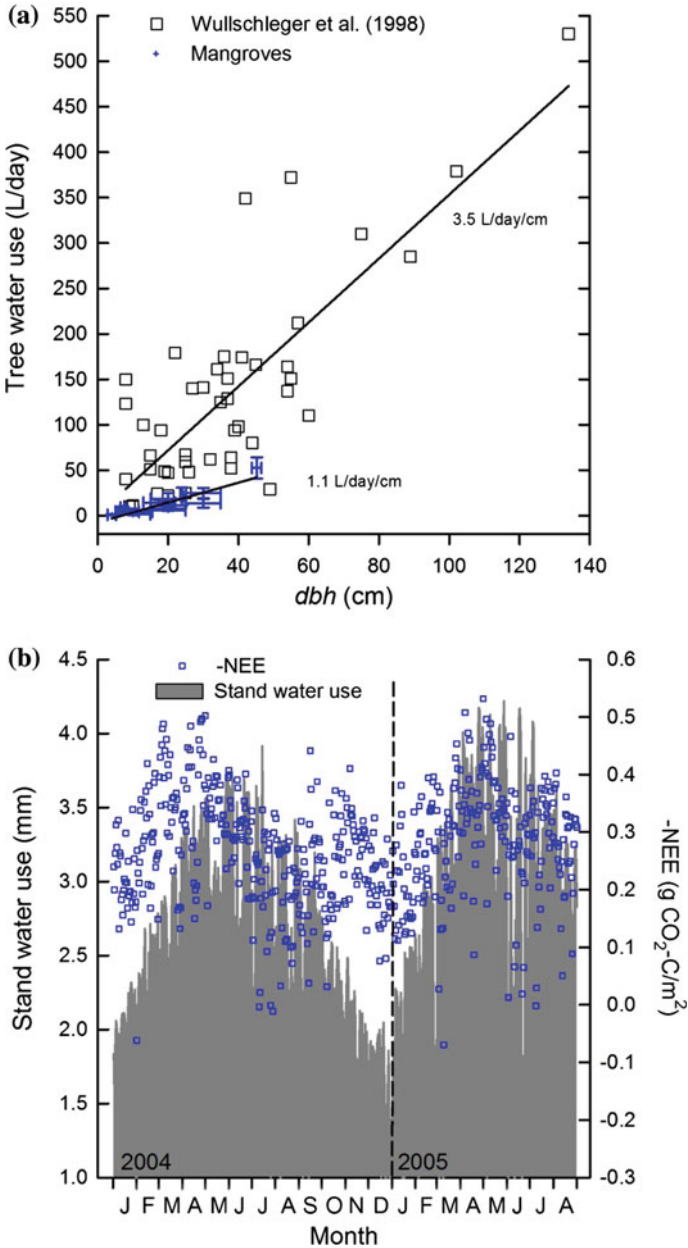 (a)
Wullschleger et al. (1998)
Mangroves
Tree water use (L/day)
550
500
450
400
350
300
250
200
150
100
50
0
3.5 L/day/cm
1.1 L/day/cm
0 20 40 60 80 100 120 140
dbh (cm)
(b)
-NEE
Stand water use
Stand water use (mm)
4.5
4.0
3.5
3.0
2.5
2.0
1.5
1.0
0.6
0.5
0.4
0.3
0.2
0.1
0.0
-0.1
-0.2
-0.3
-NEE (g CO₂-C/m²)
2004 2005
J F M A M J J A S O N D J F M A M J J A
Month